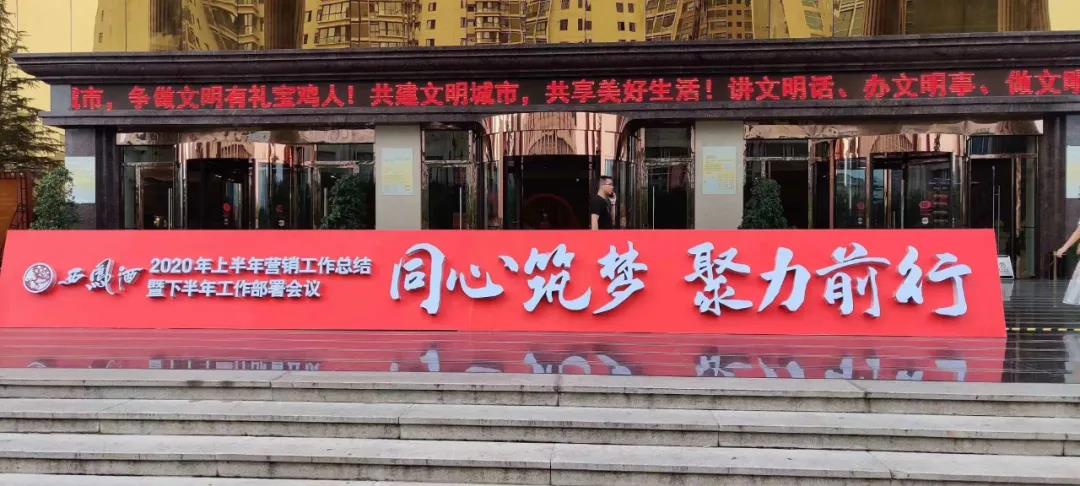 市，争做文明有礼宝鸡人！共建文明城市，共享美好生活！讲文明话、办文明事、做文明
西鳳酒
2020年上半年营销工作总结
暨下半年工作部署会议
同心筑梦 聚力前行